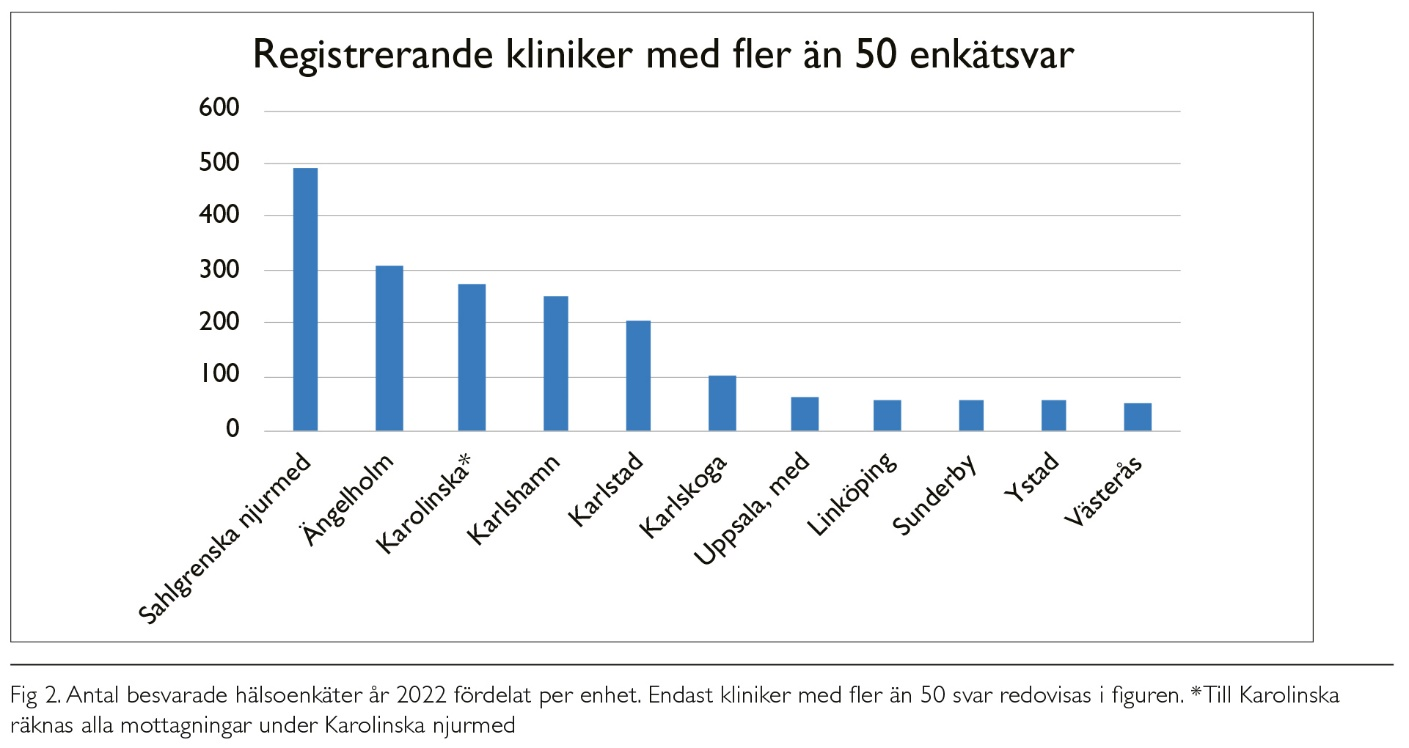 Registrerande kliniker med fler än 50 enkätsvar
600
500
400
300
200
100
0
Sahlgrenska njurmed
Ängelholm
Karolinska*
Karlshamn
Karlstad
Karlskoga
Uppsala, med
Linköping
Sunderby
Ystad
Västerås
Fig 2. Antal besvarade hälsoenkäter år 2022 fördelat per enhet. Endast kliniker med fler än 50 svar redovisas i figuren. *Till Karolinska
räknas alla mottagningar under Karolinska njurmed